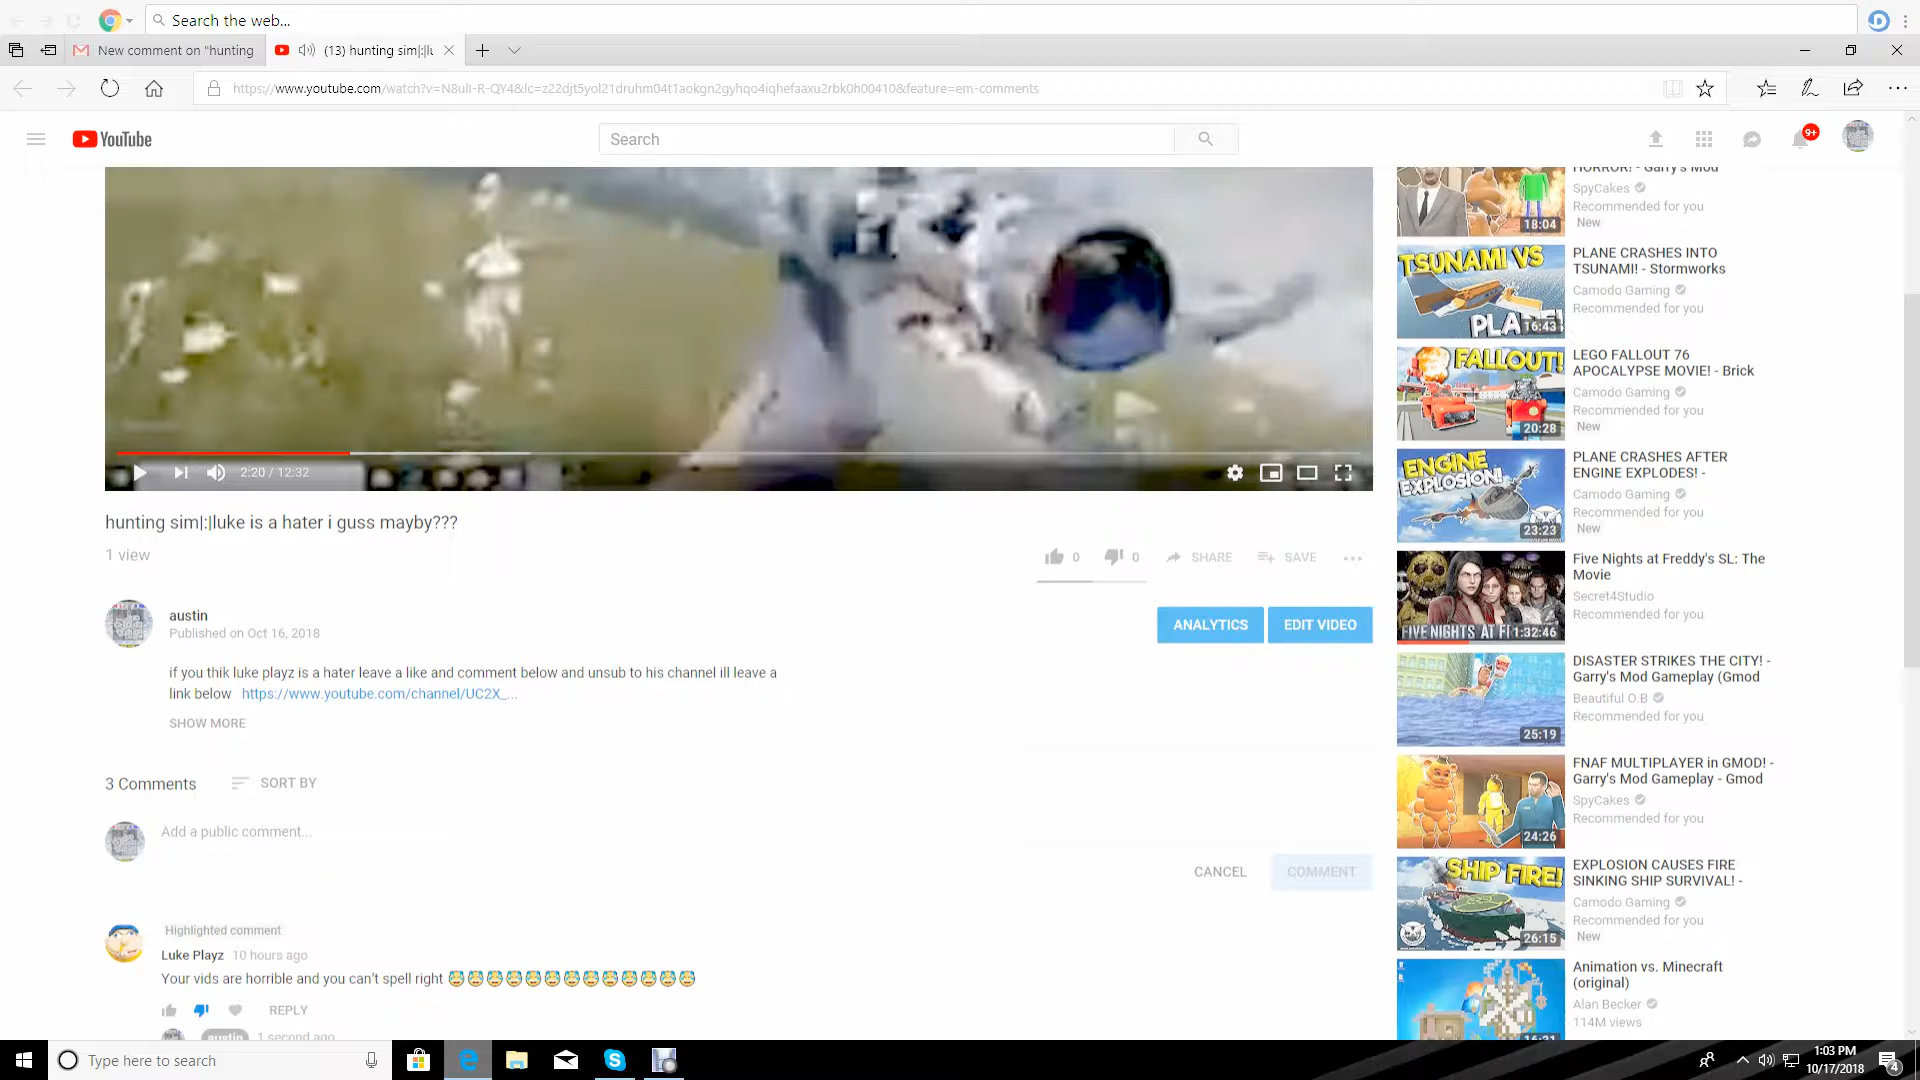 Search the web...
New comment on "hunting
(13) hunting sim|:|lu
https://www.youtube.com/watch?v=N8uIl-R-QY4&lc=z22djt5yol21druhm04t1aokgn2gyhqo4iqhefaaxu2rbk0h00410&feature=em-comments
YouTube
Search
9+
HORROR! - Garry's Mod
SpyCakes
Recommended for you
New
18:04
TSUNAMI VS
PLANE!
16:43
PLANE CRASHES INTO
TSUNAMI! - Stormworks
Camodo Gaming
Recommended for you
FALLOUT!
20:28
LEGO FALLOUT 76
APOCALYPSE MOVIE! - Brick
Camodo Gaming
Recommended for you
New
ENGINE
EXPLOSION!
23:23
PLANE CRASHES AFTER
ENGINE EXPLODES! -
Camodo Gaming
Recommended for you
New
2:20 / 12:32
hunting sim|:|luke is a hater i guss mayby???
1 view
0
0
SHARE
SAVE
austin
Published on Oct 16, 2018
ANALYTICS
EDIT VIDEO
if you thik luke playz is a hater leave a like and comment below and unsub to his channel ill leave a
link below https://www.youtube.com/channel/UC2X_...
SHOW MORE
FIVE NIGHTS AT F
1:32:46
Five Nights at Freddy's SL: The
Movie
Secret4Studio
Recommended for you
25:19
DISASTER STRIKES THE CITY! -
Garry's Mod Gameplay (Gmod
Beautiful O.B
Recommended for you
24:26
FNAF MULTIPLAYER in GMOD! -
Garry's Mod Gameplay - Gmod
SpyCakes
Recommended for you
SHIP FIRE!
26:15
EXPLOSION CAUSES FIRE
SINKING SHIP SURVIVAL! -
Camodo Gaming
Recommended for you
New
Animation vs. Minecraft
(original)
Alan Becker
114M views
3 Comments
SORT BY
Add a public comment...
CANCEL
COMMENT
Highlighted comment
Luke Playz 10 hours ago
Your vids are horrible and you can't spell right 😇😇😇😇😇😇😇😇😇😇😇😇😇
REPLY
austin 1 second ago
Type here to search
1:03 PM
10/17/2018
4